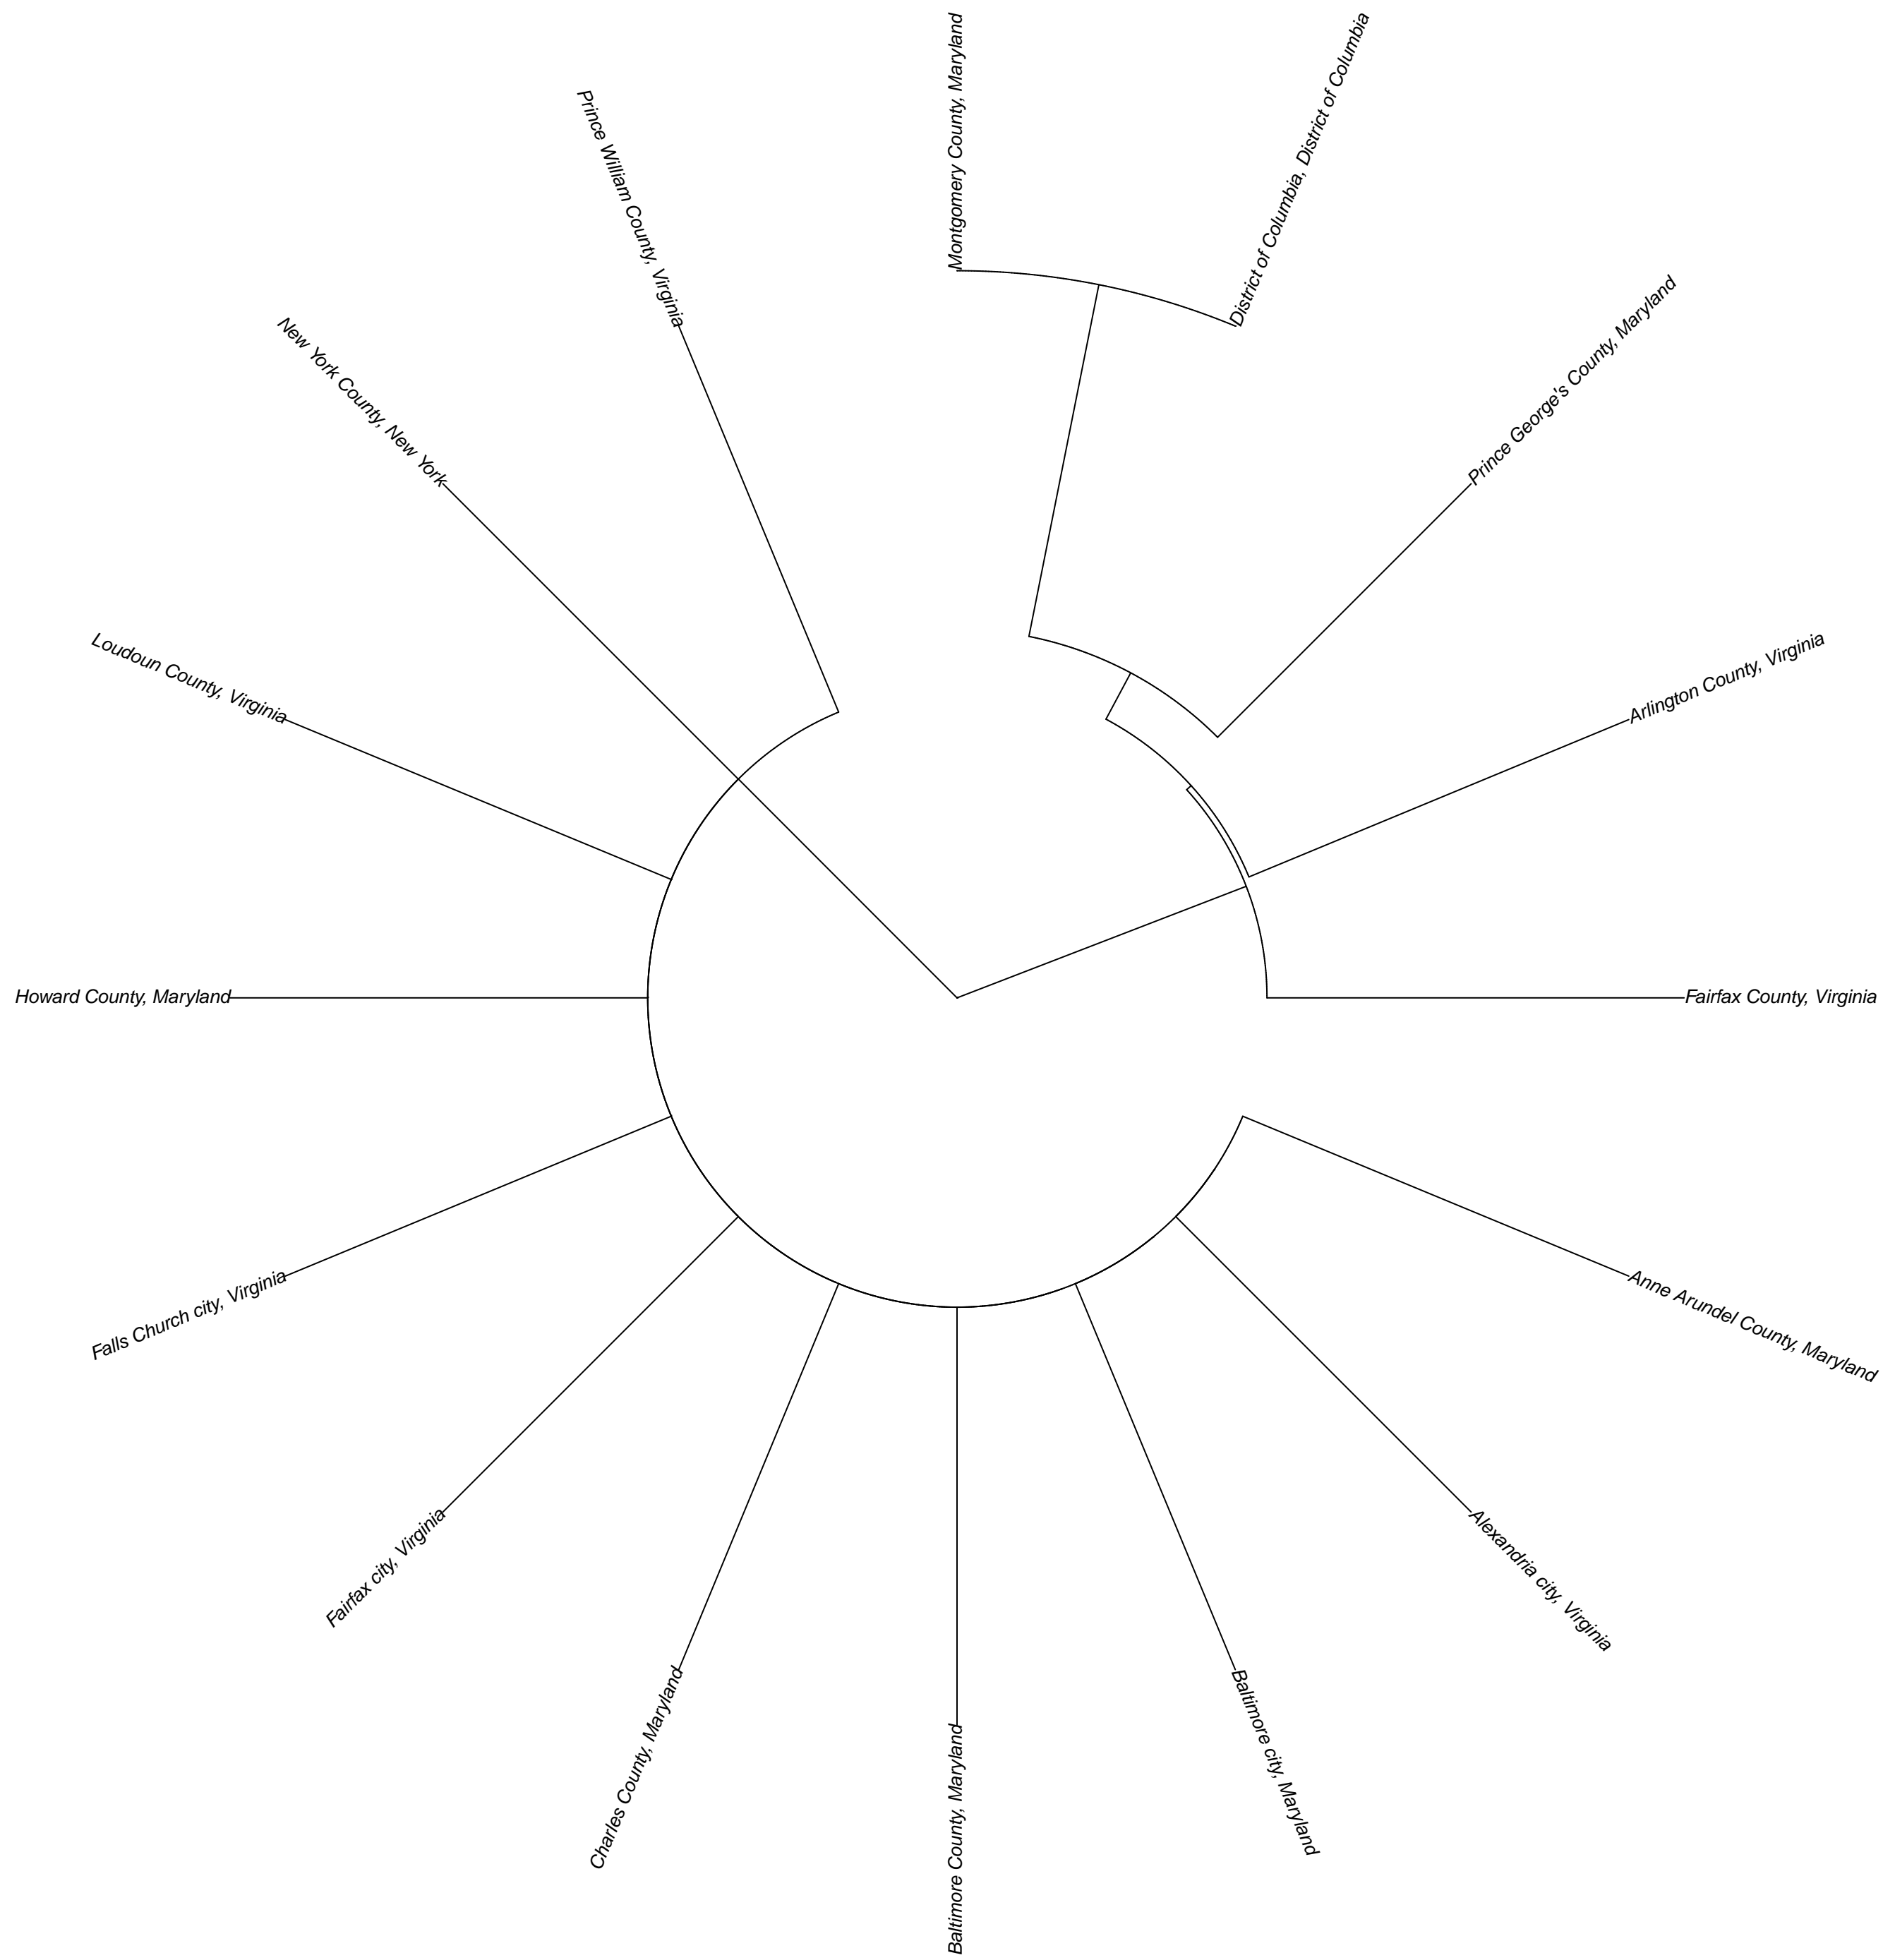 Montgomery County, Maryland
District of Columbia, District of Columbia
Prince William County, Virginia
Prince George's County, Maryland
New York County, New York
Arlington County, Virginia
Loudoun County, Virginia
Howard County, Maryland
Fairfax County, Virginia
Falls Church city, Virginia
Anne Arundel County, Maryland
Fairfax city, Virginia
Alexandria city, Virginia
Charles County, Maryland
Baltimore city, Maryland
Baltimore County, Maryland